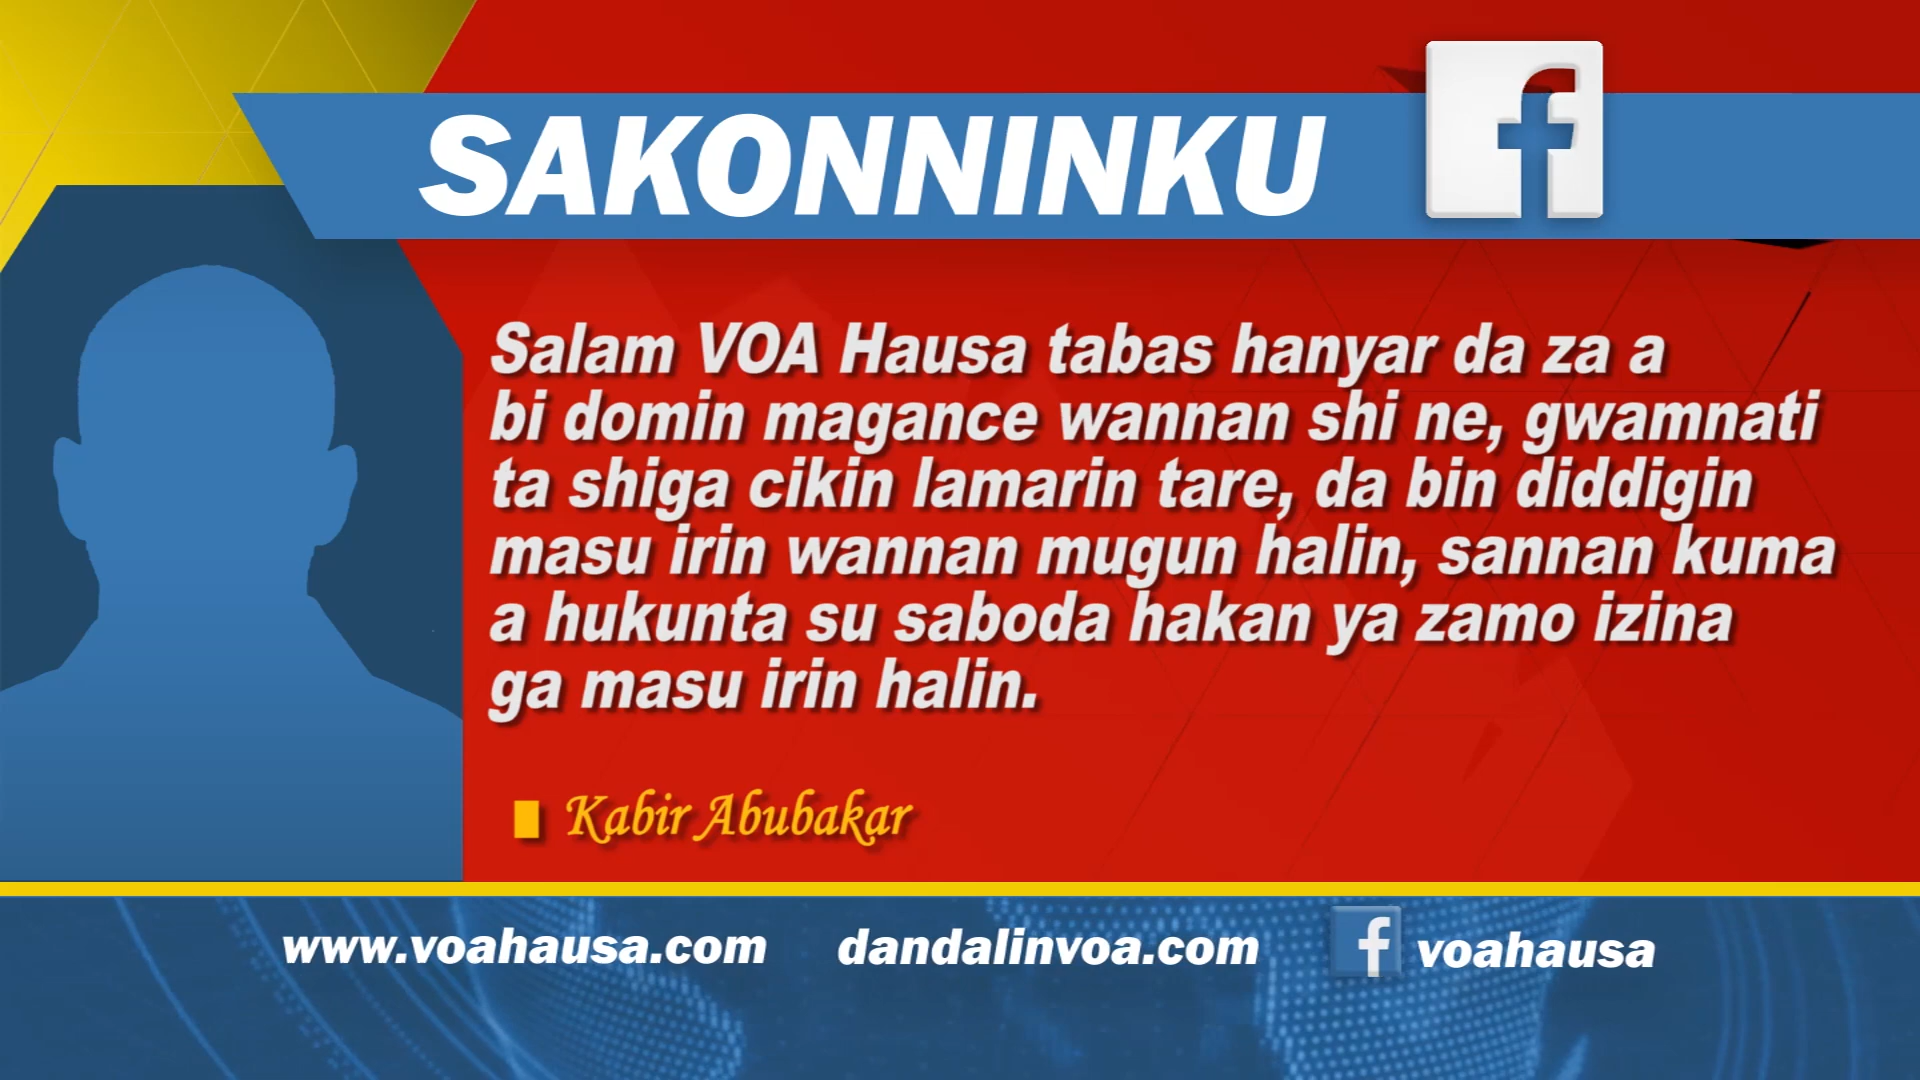 SAKONNINKU
Salam VOA Hausa tabas hanyar da za a
bi domin magance wannan shi ne, gwamnati
ta shiga cikin lamarin tare, da bin diddigin
masu irin wannan mugun halin, sannan kuma
a hukunta su saboda hakan ya zamo izina
ga masu irin halin.
Kabir Abubakar
www.voahausa.com dandalinvoa.com voahausa